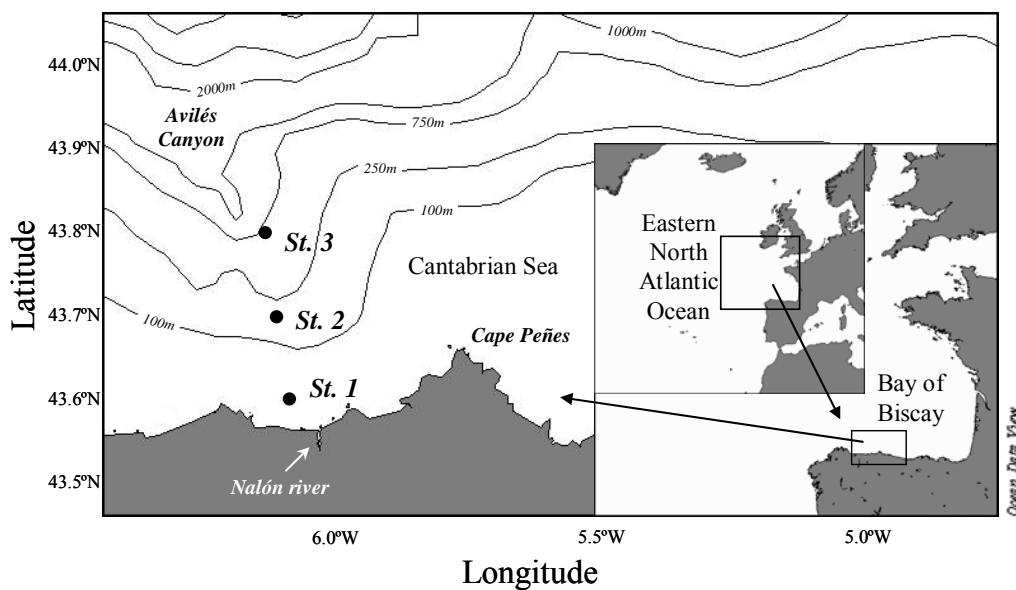 44.0ºN
43.9ºN
43.8ºN
43.7ºN
43.6ºN
43.5ºN
Latitude
1000m
2000m
Avilés
Canyon
750m
250m
100m
St. 3
Cantabrian Sea
St. 2
100m
Cape Peñes
St. 1
Nalón river
Eastern
North
Atlantic
Ocean
Bay of
Biscay
Ocean Data View
6.0ºW
5.5ºW
5.0ºW
Longitude